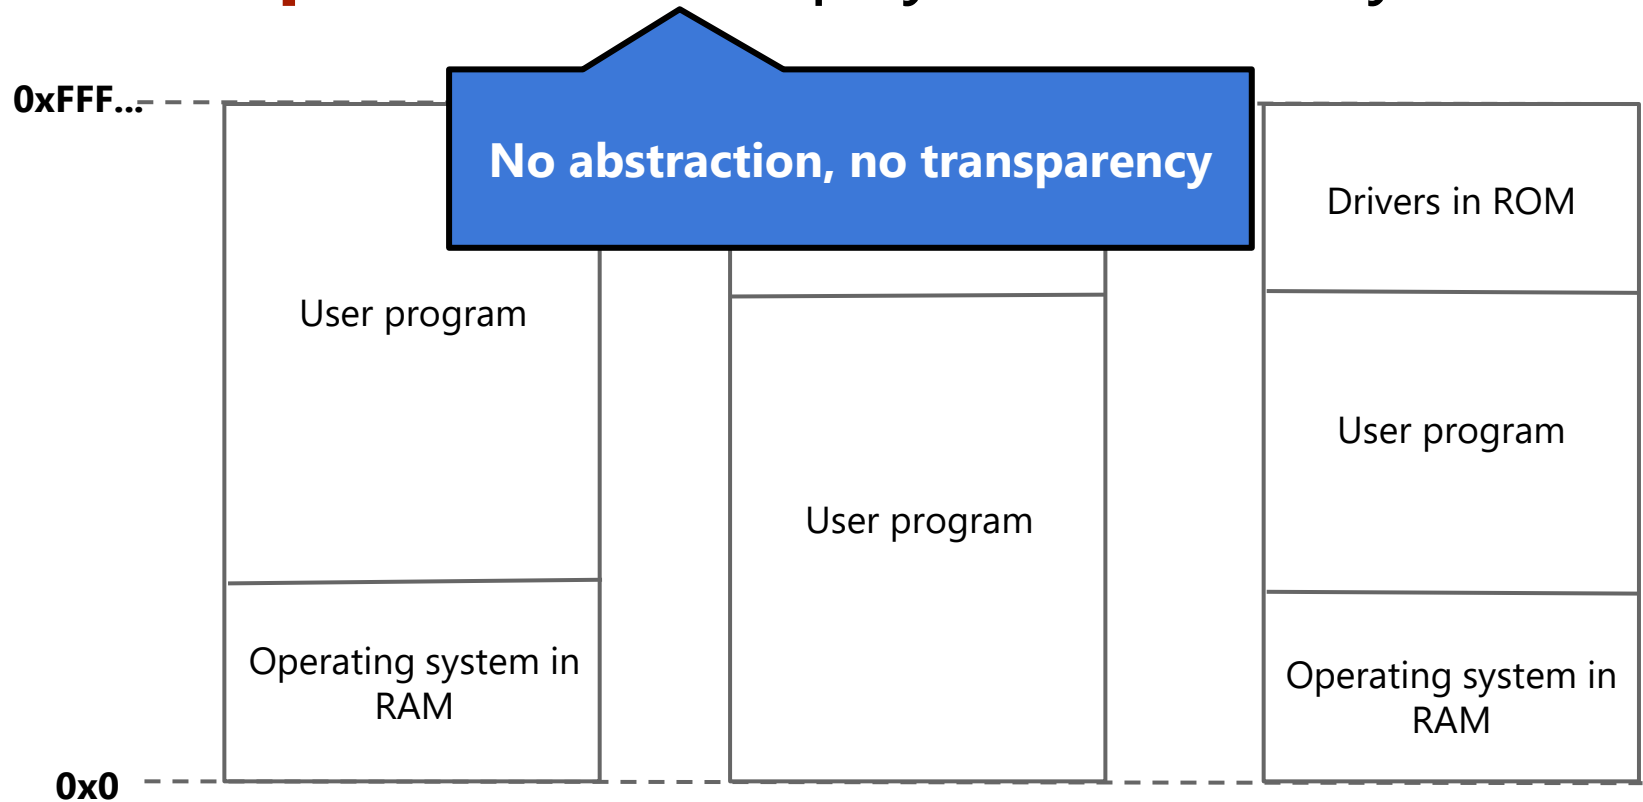 0xFFF...
No abstraction, no transparency
Drivers in ROM
User program
User program
User program
Operating system in
RAM
Operating system in
RAM
0x0